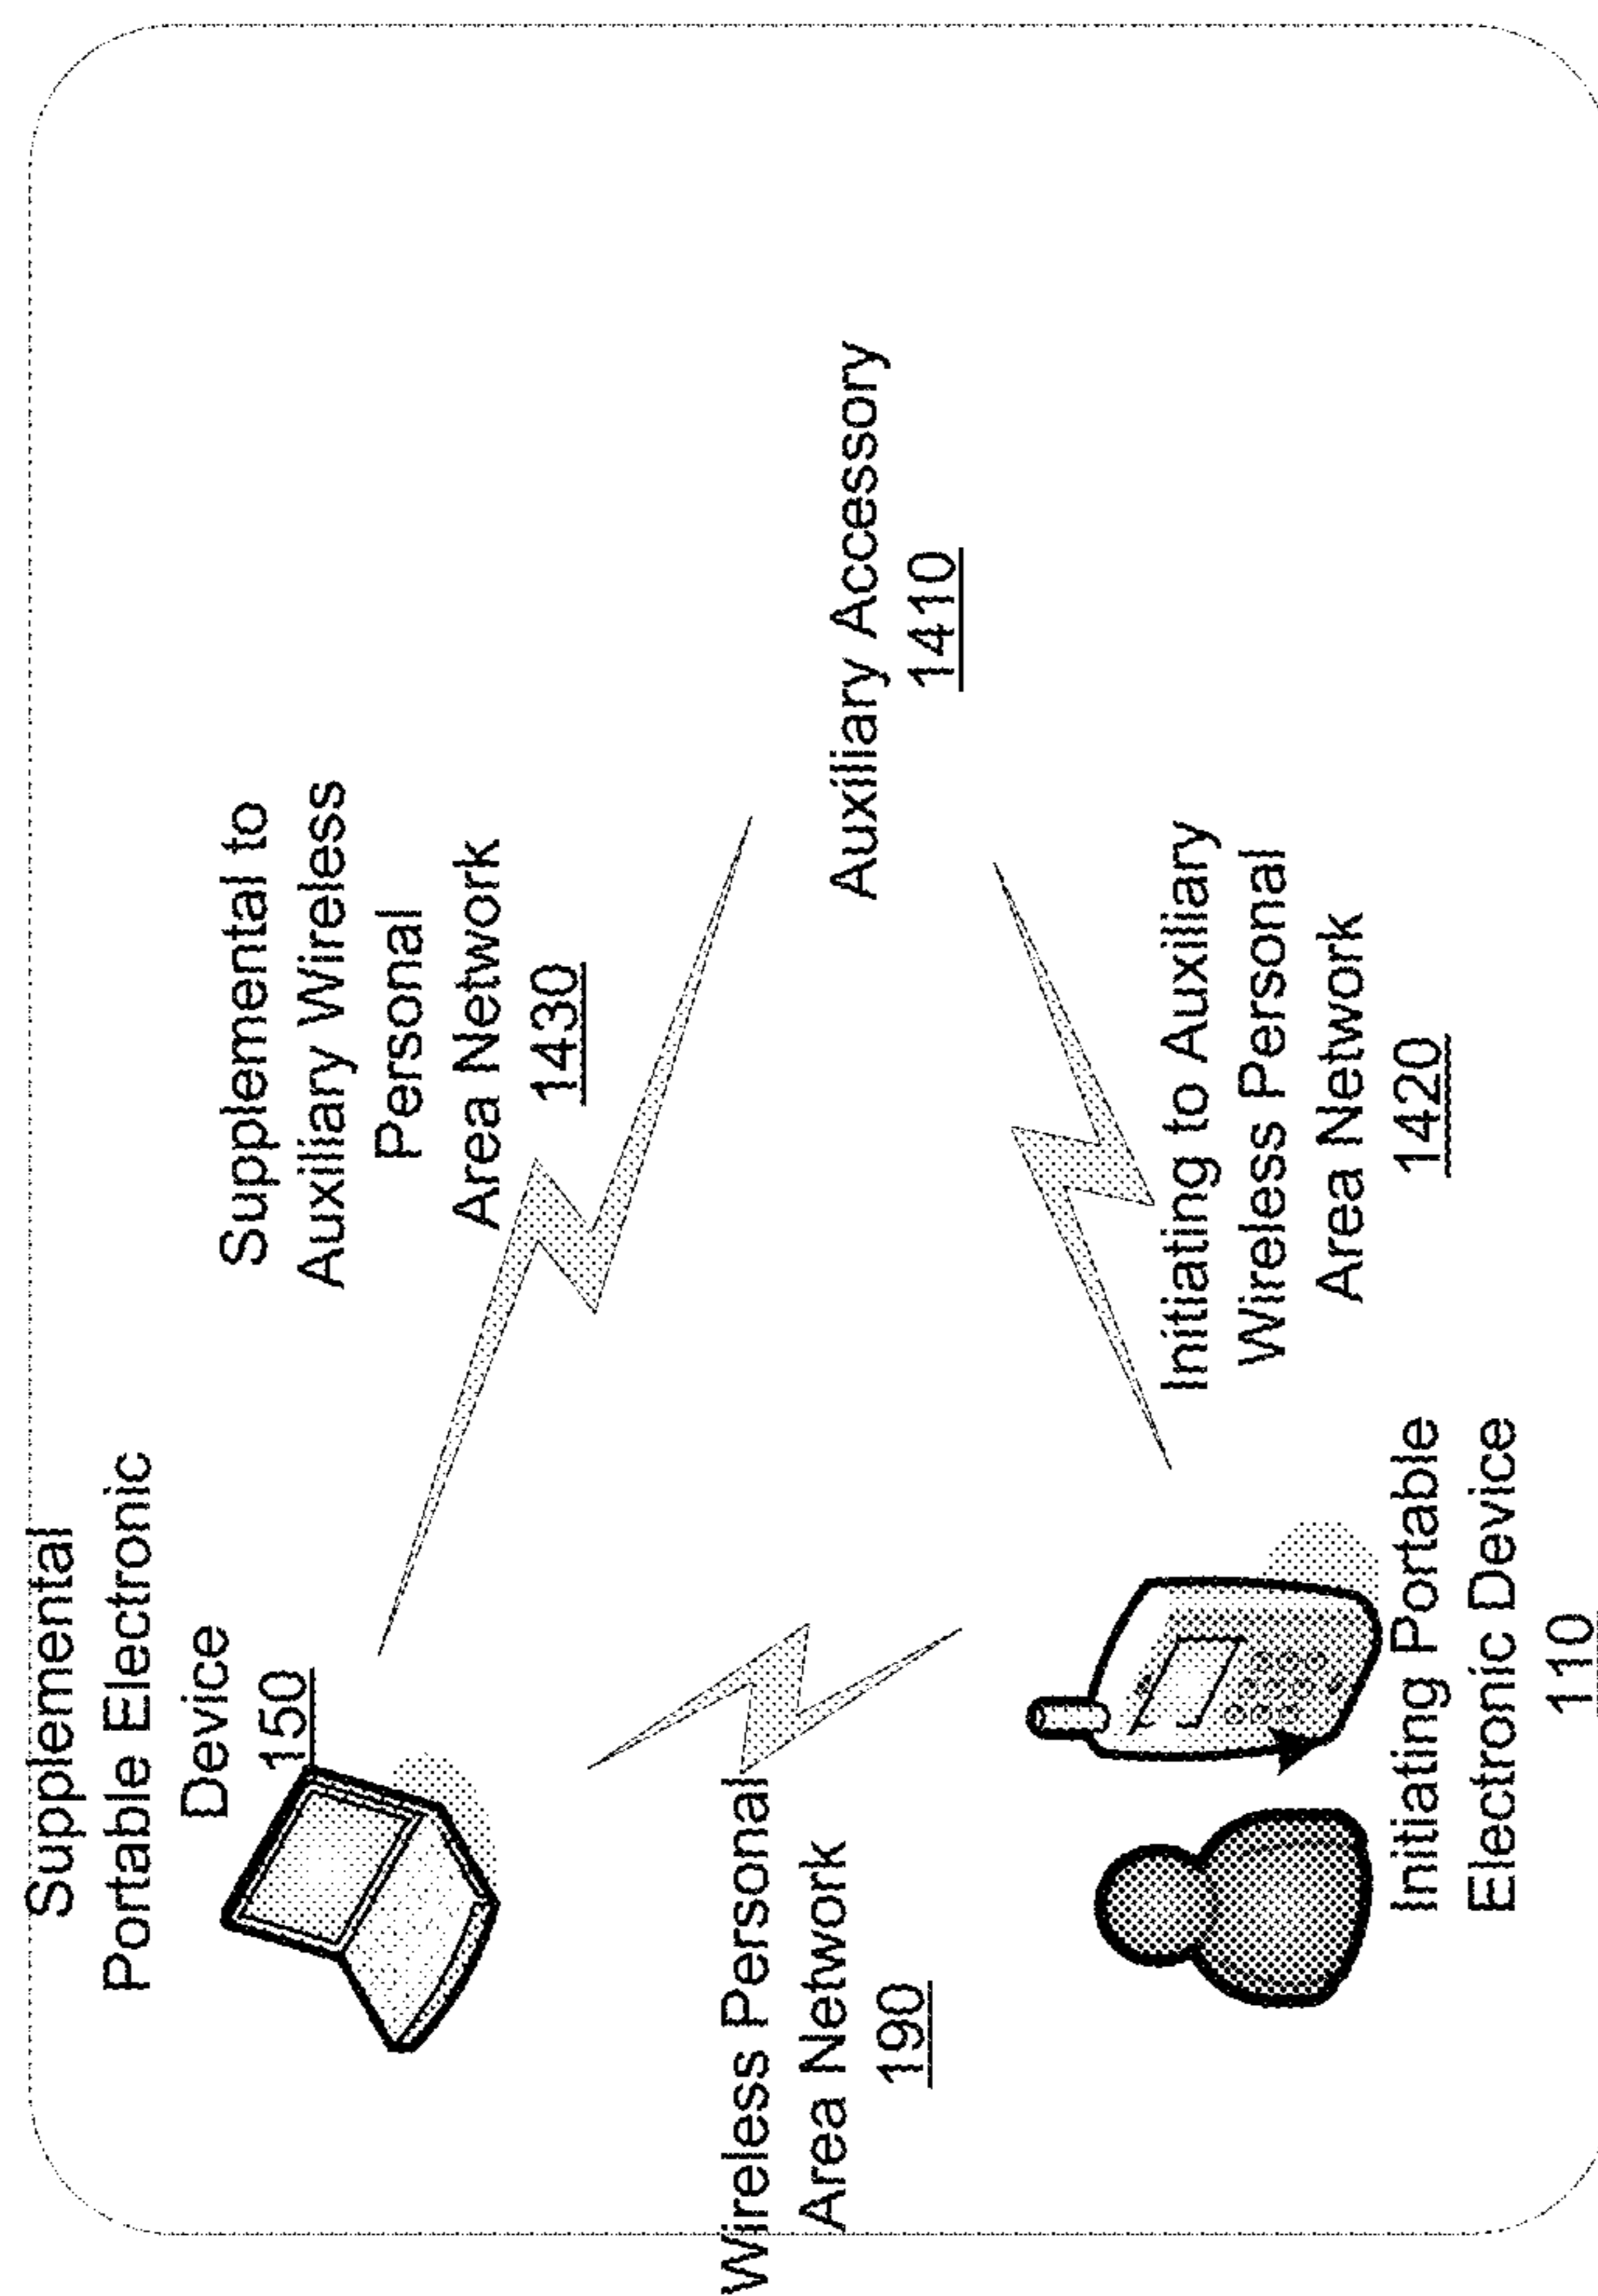 Supplemental
Portable Electronic
Device
150
Supplemental to
Auxiliary Wireless
Personal
Area Network
1430
Wireless Personal
Area Network
190
Auxiliary Accessory
1410
Initiating to Auxiliary
Wireless Personal
Area Network
1420
Initiating Portable
Electronic Device
110